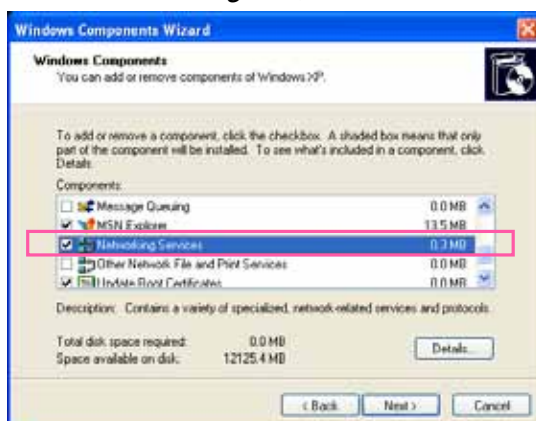 Windows Components Wizard
Windows Components
You can add or remove components of Windows XP.
To add or remove a component, click the checkbox. A shaded box means that only
part of the component will be installed. To see what's included in a component, click
Details.
Components:
Message Queuing 0.0 MB
MSN Explorer 13.5 MB
Networking Services 0.3 MB
Other Network File and Print Services 0.0 MB
Update Root Certificates 0.0 MB
Description: Contains a variety of specialized, network-related services and protocols.
Total disk space required: 0.0 MB
Space available on disk: 12125.4 MB
Details...
< Back Next > Cancel